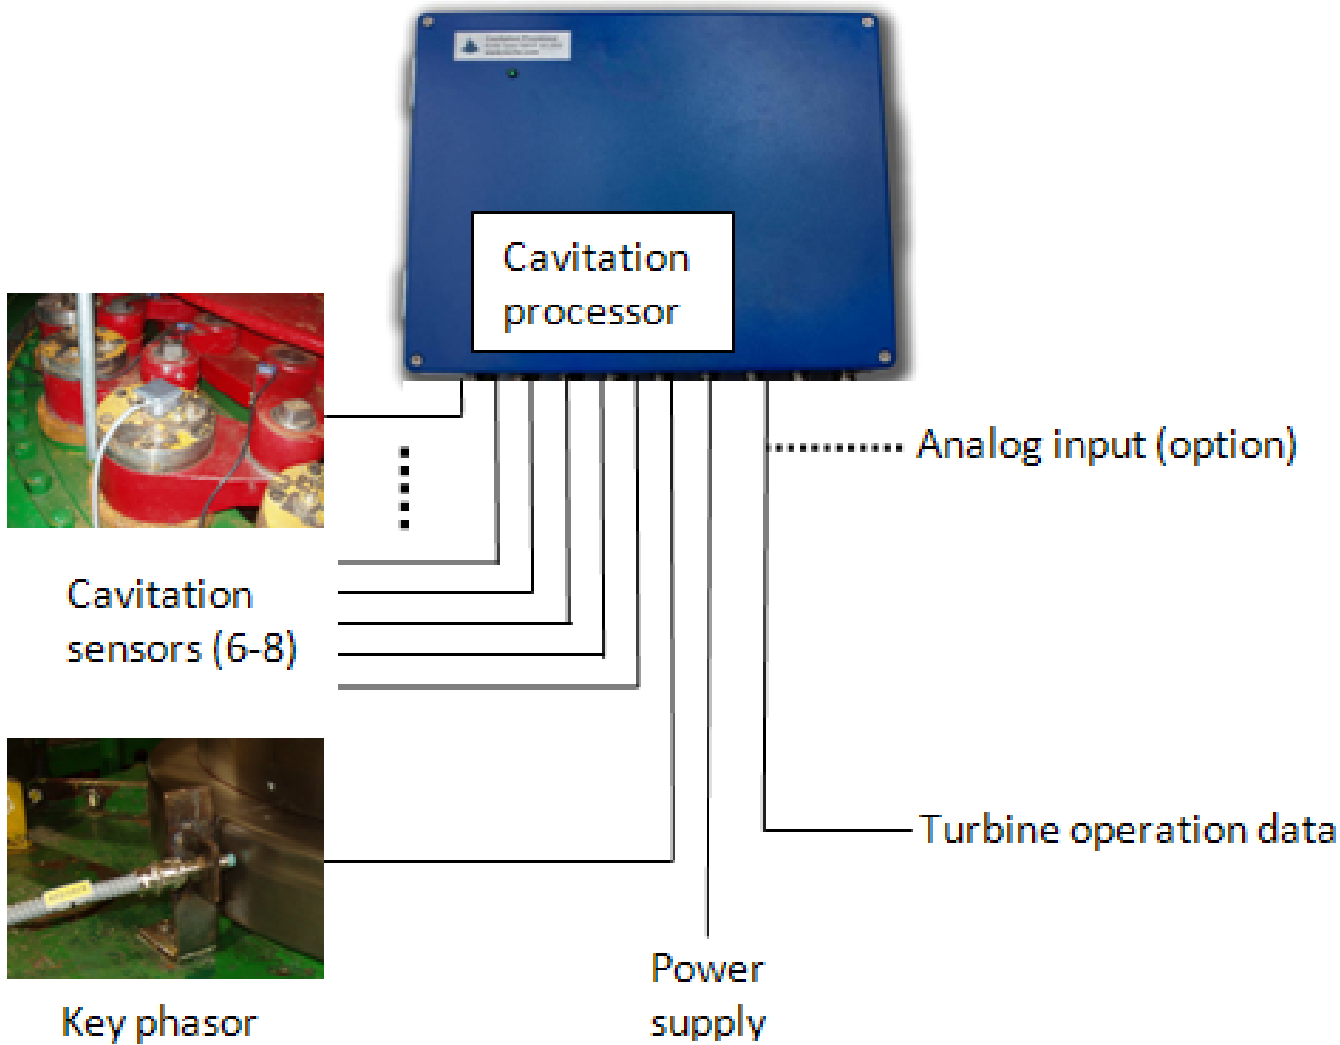 Cavitation
processor
Analog input (option)
Cavitation
sensors (6-8)
Turbine operation data
Power
supply
Key phasor